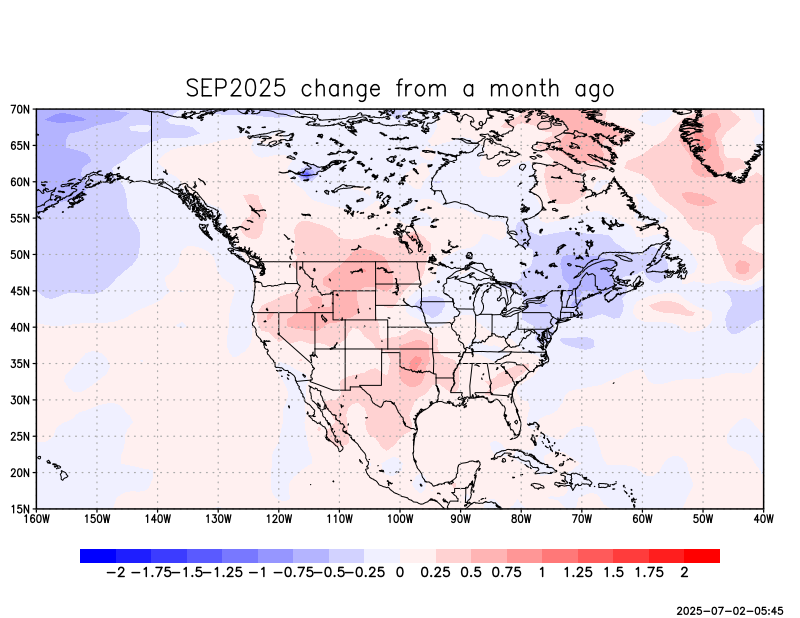 SEP2025 change from a month ago
70N
65N
60N
55N
50N
45N
40N
35N
30N
25N
20N
15N
160W 150W 140W 130W 120W 110W 100W 90W 80W 70W 60W 50W 40W
−2 −1.75 −1.5 −1.25 −1 −0.75 −0.5 −0.25 0 0.25 0.5 0.75 1 1.25 1.5 1.75 2
2025-07-02-05:45